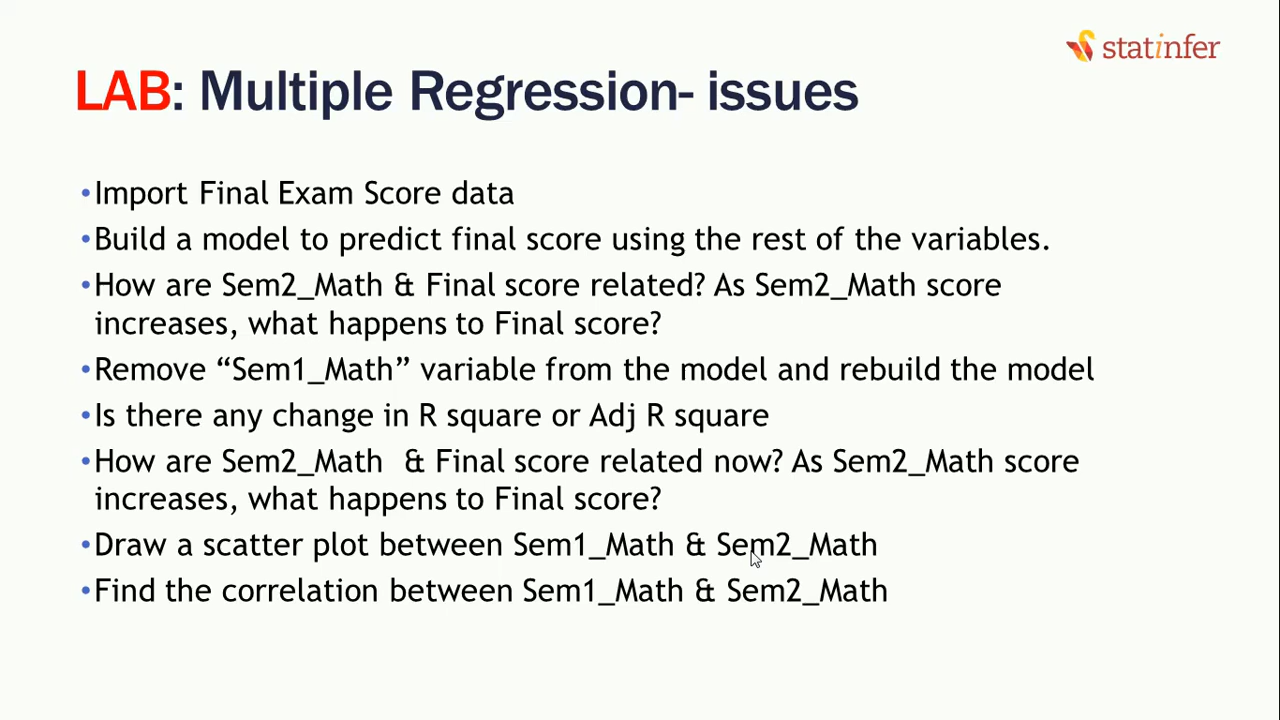 statinfer
LAB: Multiple Regression- issues
•Import Final Exam Score data
•Build a model to predict final score using the rest of the variables.
•How are Sem2_Math & Final score related? As Sem2_Math score
increases, what happens to Final score?
•Remove “Sem1_Math” variable from the model and rebuild the model
•Is there any change in R square or Adj R square
•How are Sem2_Math  & Final score related now? As Sem2_Math score
increases, what happens to Final score?
•Draw a scatter plot between Sem1_Math & Sem2_Math
•Find the correlation between Sem1_Math & Sem2_Math